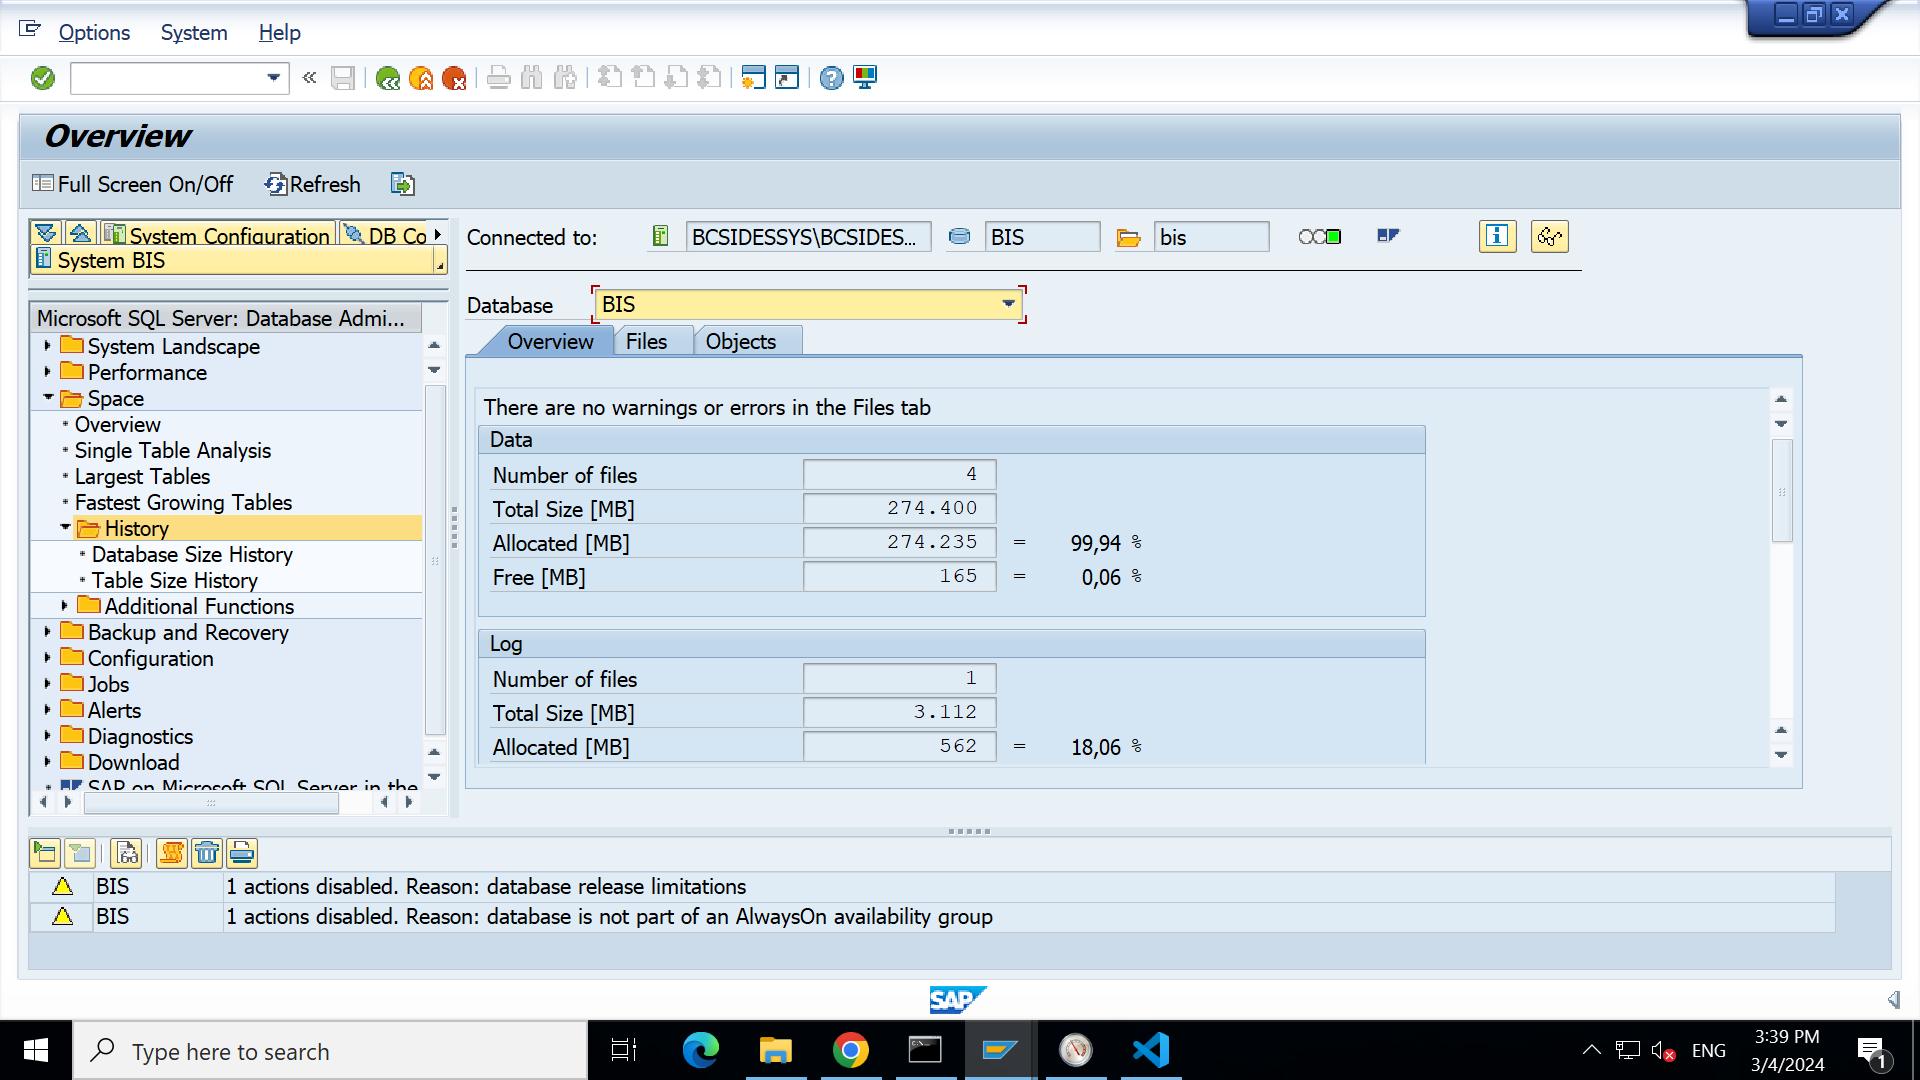 Options System Help
Overview
Full Screen On/Off Refresh
System Configuration DB Co
System BIS
Connected to: BCSIDESSYS\BCSIDES... BIS bis
Database BIS
Overview Files Objects
Microsoft SQL Server: Database Admi...
System Landscape
Performance
Space
Overview
Single Table Analysis
Largest Tables
Fastest Growing Tables
History
Database Size History
Table Size History
Additional Functions
Backup and Recovery
Configuration
Jobs
Alerts
Diagnostics
Download
SAP on Microsoft SQL Server in the
There are no warnings or errors in the Files tab
Data
Number of files 4
Total Size [MB] 274.400
Allocated [MB] 274.235 = 99,94 %
Free [MB] 165 = 0,06 %
Log
Number of files 1
Total Size [MB] 3.112
Allocated [MB] 562 = 18,06 %
BIS 1 actions disabled. Reason: database release limitations
BIS 1 actions disabled. Reason: database is not part of an AlwaysOn availability group
SAP
Type here to search
ENG
3:39 PM
3/4/2024
1